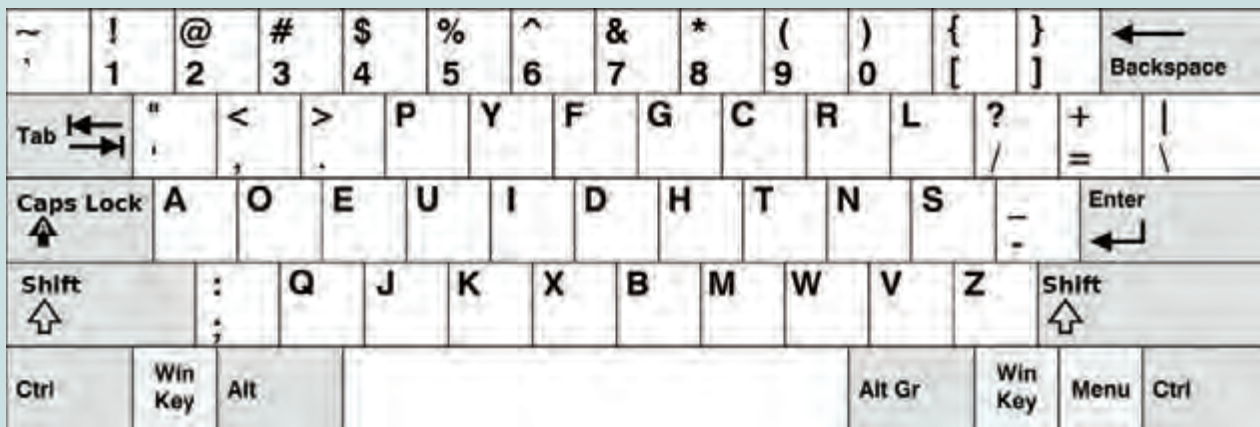 ~ ! @ # $ % ^ & * ( ) { }
` 1 2 3 4 5 6 7 8 9 0 [ ] Backspace
Tab " < > P Y F G C R L ? + |
' , . / = \
Caps Lock A O E U I D H T N S _ Enter
-
Shift : Q J K X B M W V Z Shift
;
Ctrl Win Key Alt Alt Gr Win Key Menu Ctrl